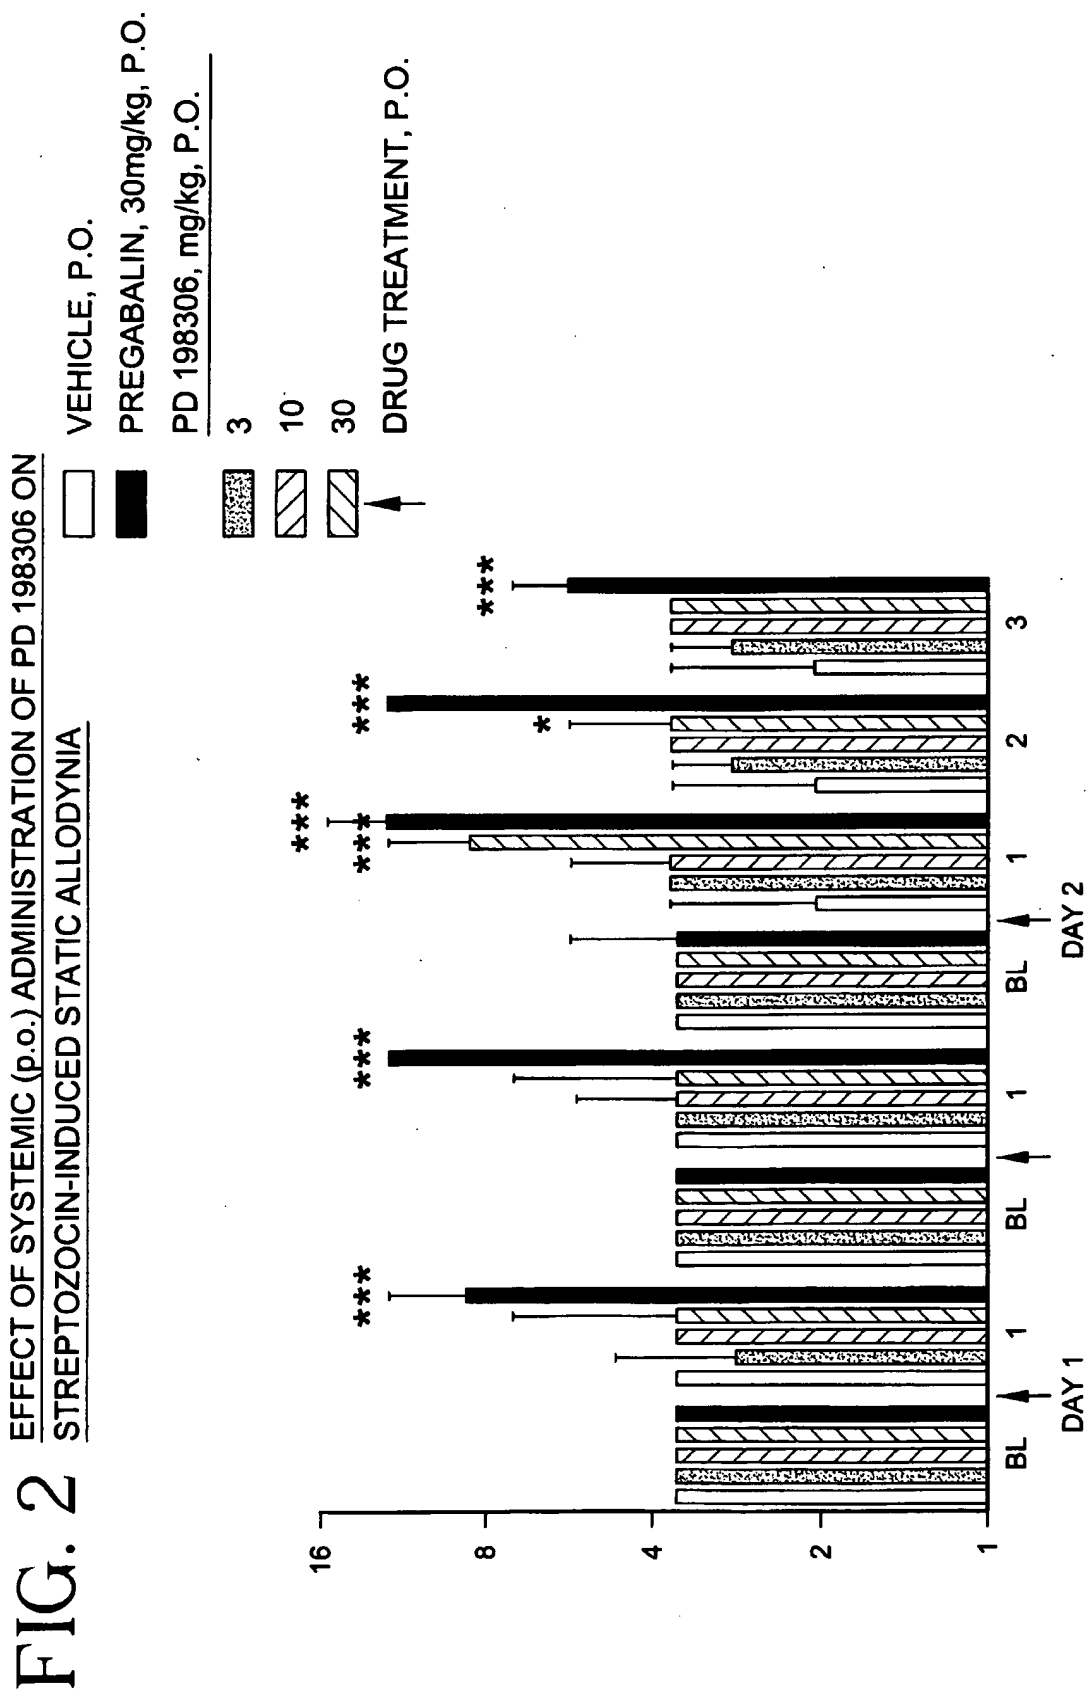 FIG. 2
EFFECT OF SYSTEMIC (p.o.) ADMINISTRATION OF PD 198306 ON
STREPTOZOCIN-INDUCED STATIC ALLODYNIA
VEHICLE, P.O.
PREGABALIN, 30mg/kg, P.O.
PD 198306, mg/kg, P.O.
3
10
30
DRUG TREATMENT, P.O.
16
8
4
2
1
***
***
***
***
***
*
***
BL 1 BL 1 BL 1 2 3
DAY 1 DAY 2